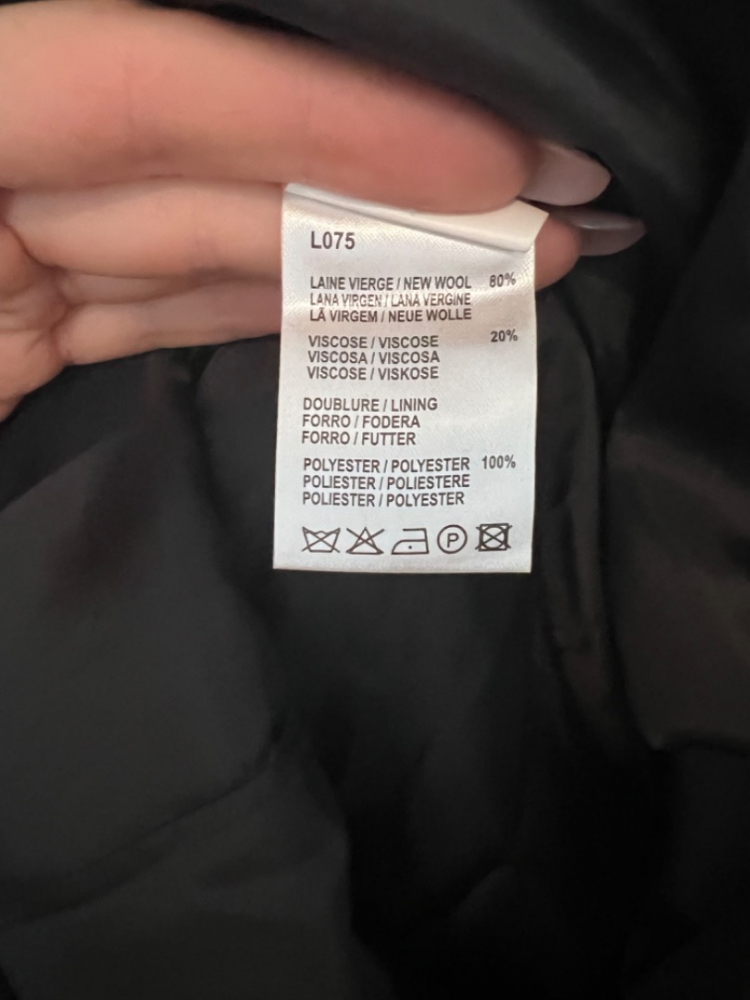 L075
LAINE VIERGE / NEW WOOL 80%
LANA VIRGEN / LANA VERGINE
LÃ VIRGEM / NEUE WOLLE
VISCOSE / VISCOSE 20%
VISCOSA / VISCOSA
VISCOSE / VISKOSE
DOUBLURE / LINING
FORRO / FODERA
FORRO / FUTTER
POLYESTER / POLYESTER 100%
POLIESTER / POLIESTERE
POLIESTER / POLYESTER
P